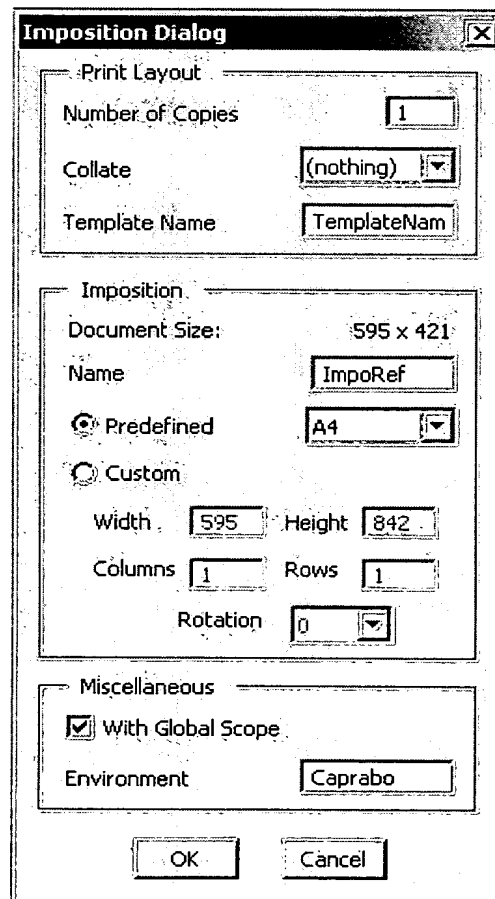 Imposition Dialog
Print Layout
Number of Copies 1
Collate (nothing)
Template Name TemplateNam
Imposition
Document Size: 595 x 421
Name ImpoRef
Predefined A4
Custom
Width 595 Height 842
Columns 1 Rows 1
Rotation 0
Miscellaneous
With Global Scope
Environment Caprabo
OK Cancel